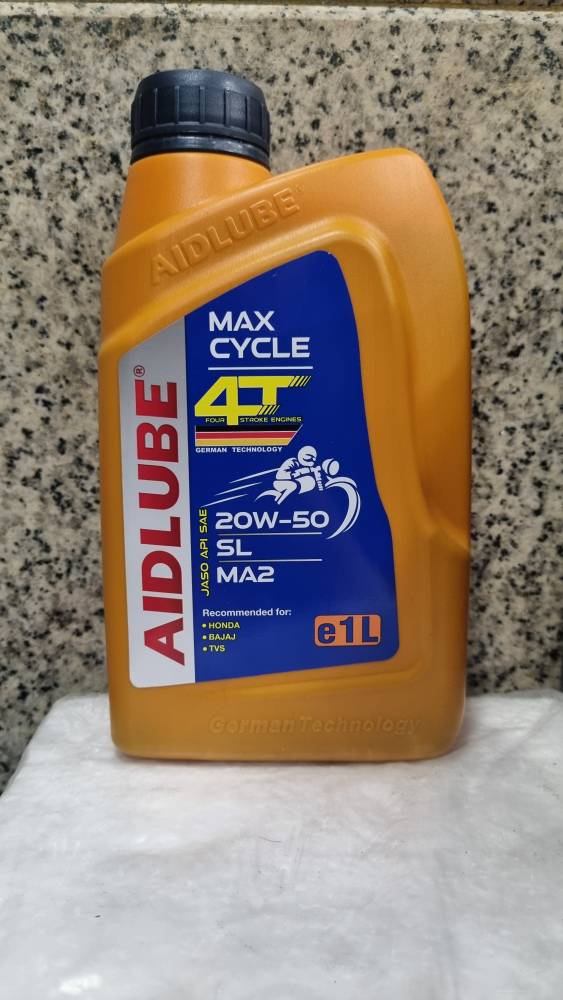 AIDLUBE
MAX
CYCLE
4T
FOUR STROKE ENGINES
GERMAN TECHNOLOGY
AIDLUBE®
JASO API SAE
20W-50
SL
MA2
Recommended for:
• HONDA
• BAJAJ
• TVS
e1L
German Technology